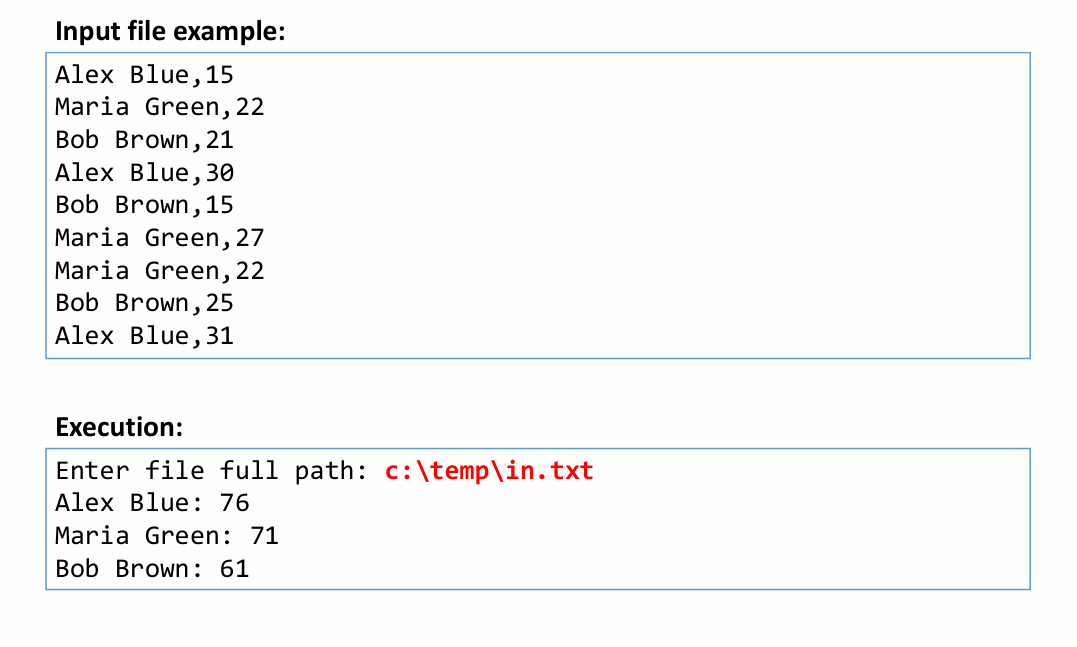 Input file example:
Alex Blue,15
Maria Green,22
Bob Brown,21
Alex Blue,30
Bob Brown,15
Maria Green,27
Maria Green,22
Bob Brown,25
Alex Blue,31
Execution:
Enter file full path: c:\temp\in.txt
Alex Blue: 76
Maria Green: 71
Bob Brown: 61